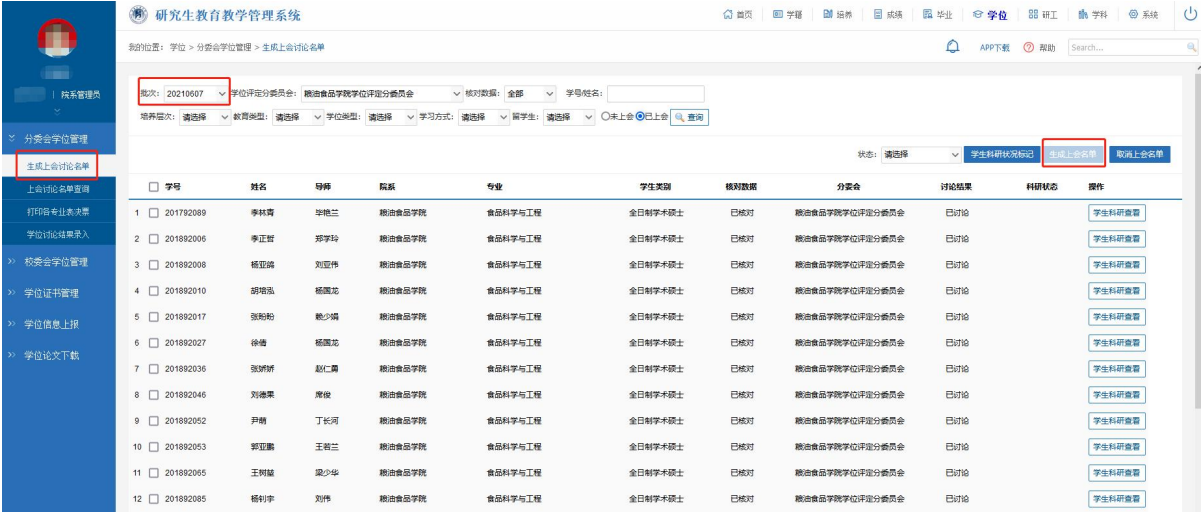 研究生教育教学管理系统
首页 学籍 培养 成绩 毕业 学位 研工 学科 系统
我的位置： 学位 > 分委会学位管理 > 生成上会讨论名单
APP下载 帮助 Search...
院系管理员
分委会学位管理
生成上会讨论名单
上会讨论名单查询
打印各专业表决票
学位讨论结果录入
校委会学位管理
学位证书管理
学位信息上报
学位论文下载
批次： 20210607 学位评定分委员会： 粮油食品学院学位评定分委员会 核对数据： 全部 学号/姓名：
培养层次： 请选择 教育类型： 请选择 学位类型： 请选择 学习方式： 请选择 留学生： 请选择 未上会 已上会 查询
状态： 请选择 学生科研状况标记 生成上会名单 取消上会名单
学号 姓名 导师 院系 专业 学生类别 核对数据 分委会 讨论结果 科研状态 操作
1 201792089 李林青 毕艳兰 粮油食品学院 食品科学与工程 全日制学术硕士 已核对 粮油食品学院学位评定分委员会 已讨论 学生科研查看
2 201892006 李正哲 郑学玲 粮油食品学院 食品科学与工程 全日制学术硕士 已核对 粮油食品学院学位评定分委员会 已讨论 学生科研查看
3 201892008 杨亚鸽 刘亚伟 粮油食品学院 食品科学与工程 全日制学术硕士 已核对 粮油食品学院学位评定分委员会 已讨论 学生科研查看
4 201892010 胡培泓 杨国龙 粮油食品学院 食品科学与工程 全日制学术硕士 已核对 粮油食品学院学位评定分委员会 已讨论 学生科研查看
5 201892017 张盼盼 赖少娟 粮油食品学院 食品科学与工程 全日制学术硕士 已核对 粮油食品学院学位评定分委员会 已讨论 学生科研查看
6 201892027 徐倩 杨国龙 粮油食品学院 食品科学与工程 全日制学术硕士 已核对 粮油食品学院学位评定分委员会 已讨论 学生科研查看
7 201892036 张娇娇 赵仁勇 粮油食品学院 食品科学与工程 全日制学术硕士 已核对 粮油食品学院学位评定分委员会 已讨论 学生科研查看
8 201892046 刘德果 席俊 粮油食品学院 食品科学与工程 全日制学术硕士 已核对 粮油食品学院学位评定分委员会 已讨论 学生科研查看
9 201892052 尹萌 丁长河 粮油食品学院 食品科学与工程 全日制学术硕士 已核对 粮油食品学院学位评定分委员会 已讨论 学生科研查看
10 201892053 郭亚鹏 王若兰 粮油食品学院 食品科学与工程 全日制学术硕士 已核对 粮油食品学院学位评定分委员会 已讨论 学生科研查看
11 201892065 王树堃 梁少华 粮油食品学院 食品科学与工程 全日制学术硕士 已核对 粮油食品学院学位评定分委员会 已讨论 学生科研查看
12 201892085 杨钊宇 刘伟 粮油食品学院 食品科学与工程 全日制学术硕士 已核对 粮油食品学院学位评定分委员会 已讨论 学生科研查看